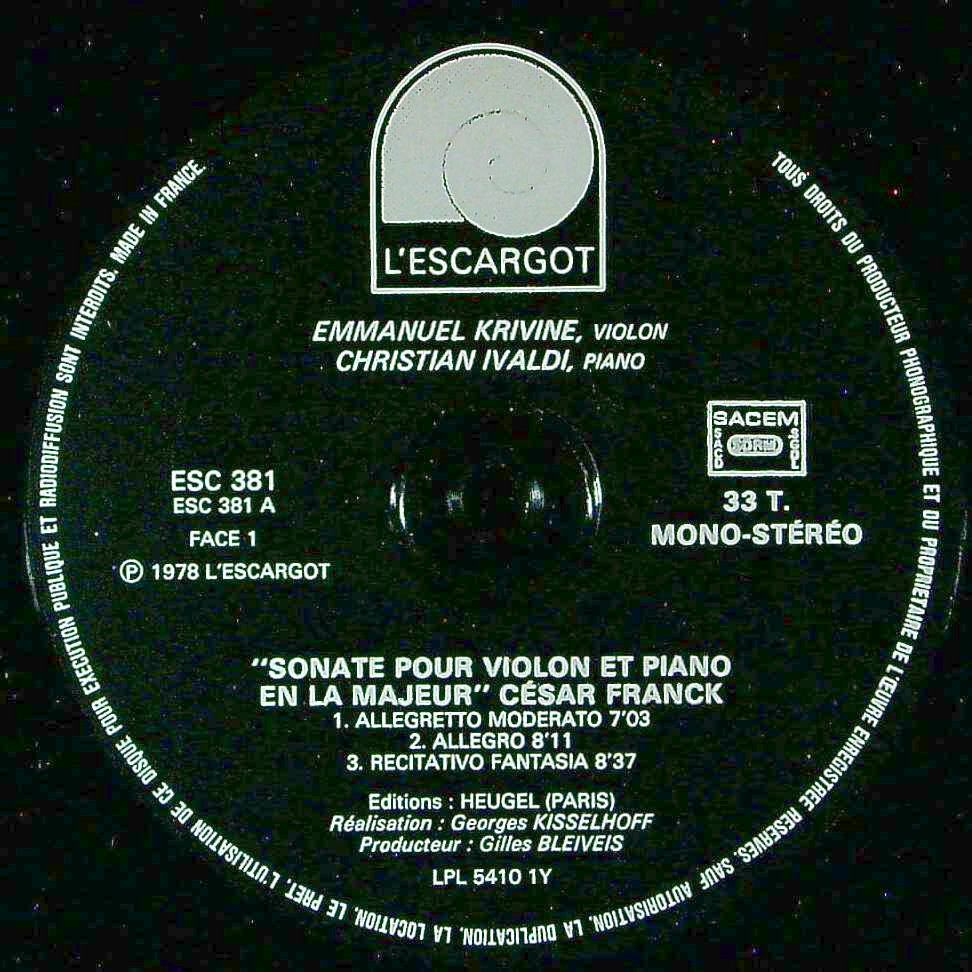 L'ESCARGOT
EMMANUEL KRIVINE, VIOLON
CHRISTIAN IVALDI, PIANO
ESC 381
ESC 381 A
FACE 1
Ⓟ 1978 L'ESCARGOT
SACEM
SACD
SDRM
SGDL
33 T.
MONO-STÉRÉO
"SONATE POUR VIOLON ET PIANO
EN LA MAJEUR" CÉSAR FRANCK
1. ALLEGRETTO MODERATO 7'03
2. ALLEGRO 8'11
3. RECITATIVO FANTASIA 8'37
Editions : HEUGEL (PARIS)
Réalisation : Georges KISSELHOFF
Producteur : Gilles BLEIVEIS
LPL 5410 1Y
TOUS DROITS DU PRODUCTEUR PHONOGRAPHIQUE ET DU PROPRIETAIRE DE L'ŒUVRE ENREGISTREE RESERVES. SAUF AUTORISATION, LA DUPLICATION, LA LOCATION, LE PRET, L'UTILISATION DE CE DISQUE POUR EXECUTION PUBLIQUE ET RADIODIFFUSION SONT INTERDITS. MADE IN FRANCE.